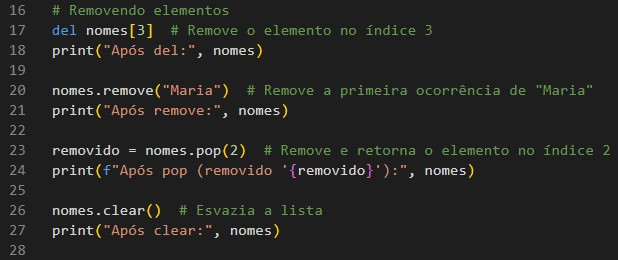 16 # Removendo elementos
17 del nomes[3]  # Remove o elemento no índice 3
18 print("Após del:", nomes)
19
20 nomes.remove("Maria")  # Remove a primeira ocorrência de "Maria"
21 print("Após remove:", nomes)
22
23 removido = nomes.pop(2)  # Remove e retorna o elemento no índice 2
24 print(f"Após pop (removido '{removido}'):", nomes)
25
26 nomes.clear()  # Esvazia a lista
27 print("Após clear:", nomes)
28